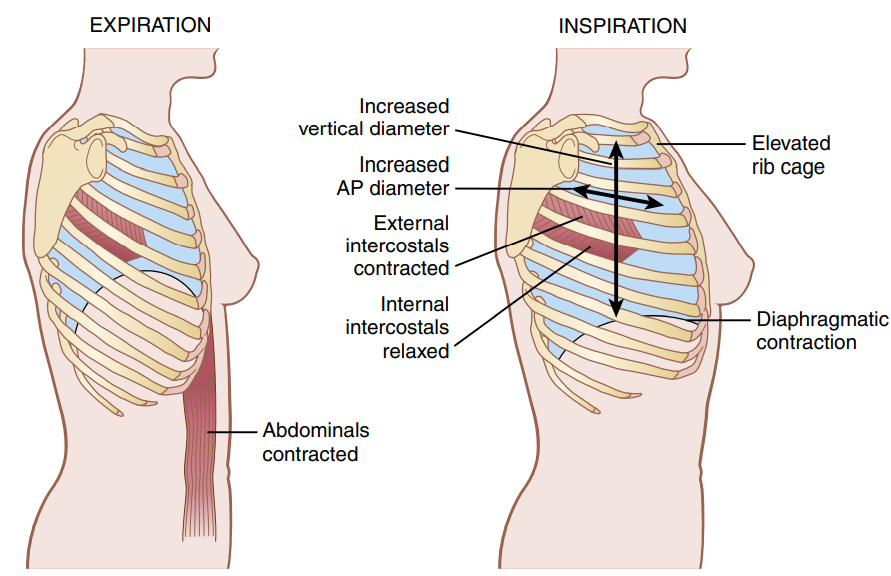 EXPIRATION
INSPIRATION
Increased
vertical diameter
Increased
AP diameter
External
intercostals
contracted
Internal
intercostals
relaxed
Elevated
rib cage
Diaphragmatic
contraction
Abdominals
contracted